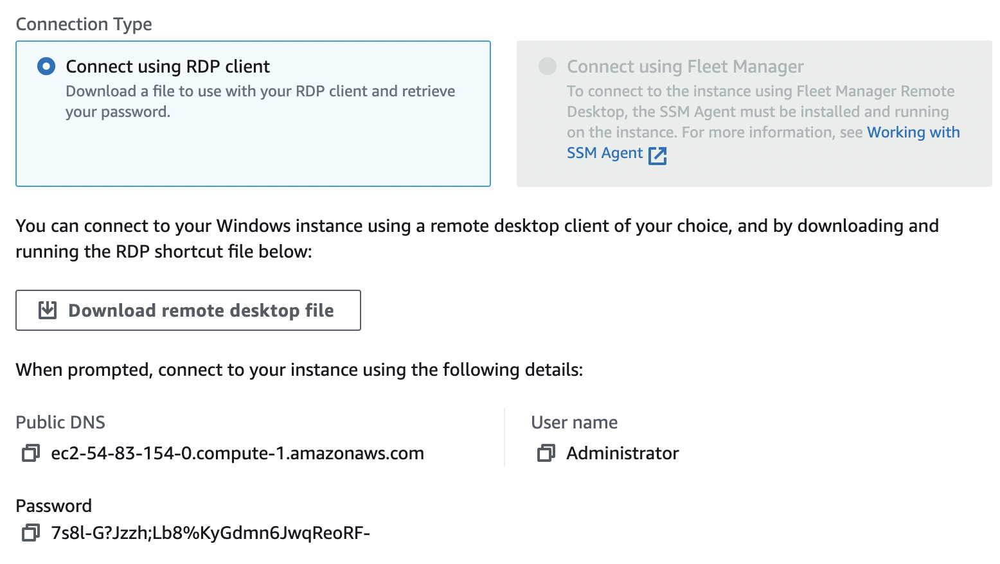 Connection Type
Connect using RDP client
Download a file to use with your RDP client and retrieve
your password.
Connect using Fleet Manager
To connect to the instance using Fleet Manager Remote
Desktop, the SSM Agent must be installed and running
on the instance. For more information, see Working with
SSM Agent
You can connect to your Windows instance using a remote desktop client of your choice, and by downloading and
running the RDP shortcut file below:
Download remote desktop file
When prompted, connect to your instance using the following details:
Public DNS
ec2-54-83-154-0.compute-1.amazonaws.com
User name
Administrator
Password
7s8l-G?Jzzh;Lb8%KyGdmn6JwqReoRF-